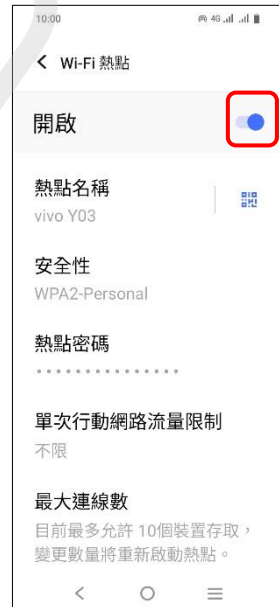 10:00 4G
Wi-Fi 熱點
開啟
熱點名稱
vivo Y03
安全性
WPA2-Personal
熱點密碼
單次行動網路流量限制
不限
最大連線數
目前最多允許 10個裝置存取，
變更數量將重新啟動熱點。